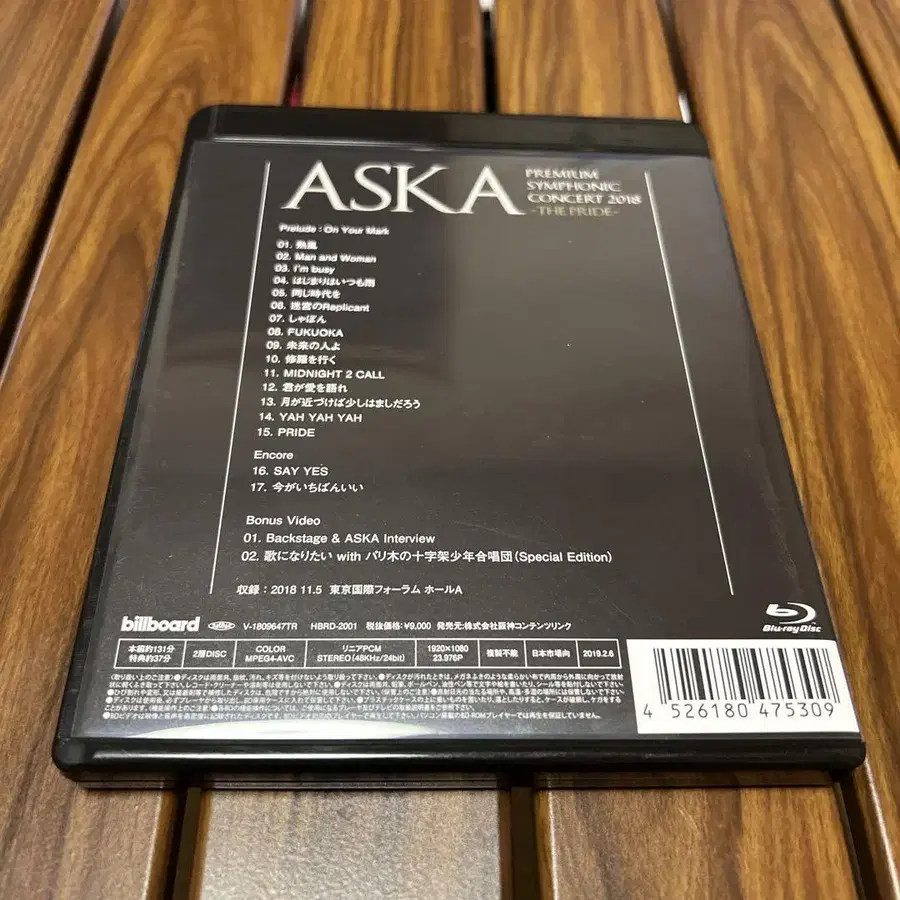 ASKA
PREMIUM
SYMPHONIC
CONCERT 2018
-THE PRIDE-
Prelude : On Your Mark
01. 熱風
02. Man and Woman
03. I'm busy
04. はじまりはいつも雨
05. 同じ時代を
06. 迷宮のReplicant
07. しゃぼん
08. FUKUOKA
09. 未来の人よ
10. 修羅を行く
11. MIDNIGHT 2 CALL
12. 君が愛を語れ
13. 月が近づけば少しはましだろう
14. YAH YAH YAH
15. PRIDE
Encore
16. SAY YES
17. 今がいちばんいい
Bonus Video
01. Backstage & ASKA Interview
02. 歌になりたい with パリ木の十字架少年合唱団(Special Edition)
収録：2018 11.5 東京国際フォーラム ホールA
Blu-ray Disc
billboard V-1809647TR HBRD-2001 税抜価格：¥9,000 発売元：株式会社阪神コンテンツリンク
本編約131分
特典約37分
2層DISC
COLOR
MPEG4-AVC
リニアPCM
STEREO(48KHz/24bit)
1920×1080
23.976P
複製不能
日本市場向
2019.2.6
4 526180 475309